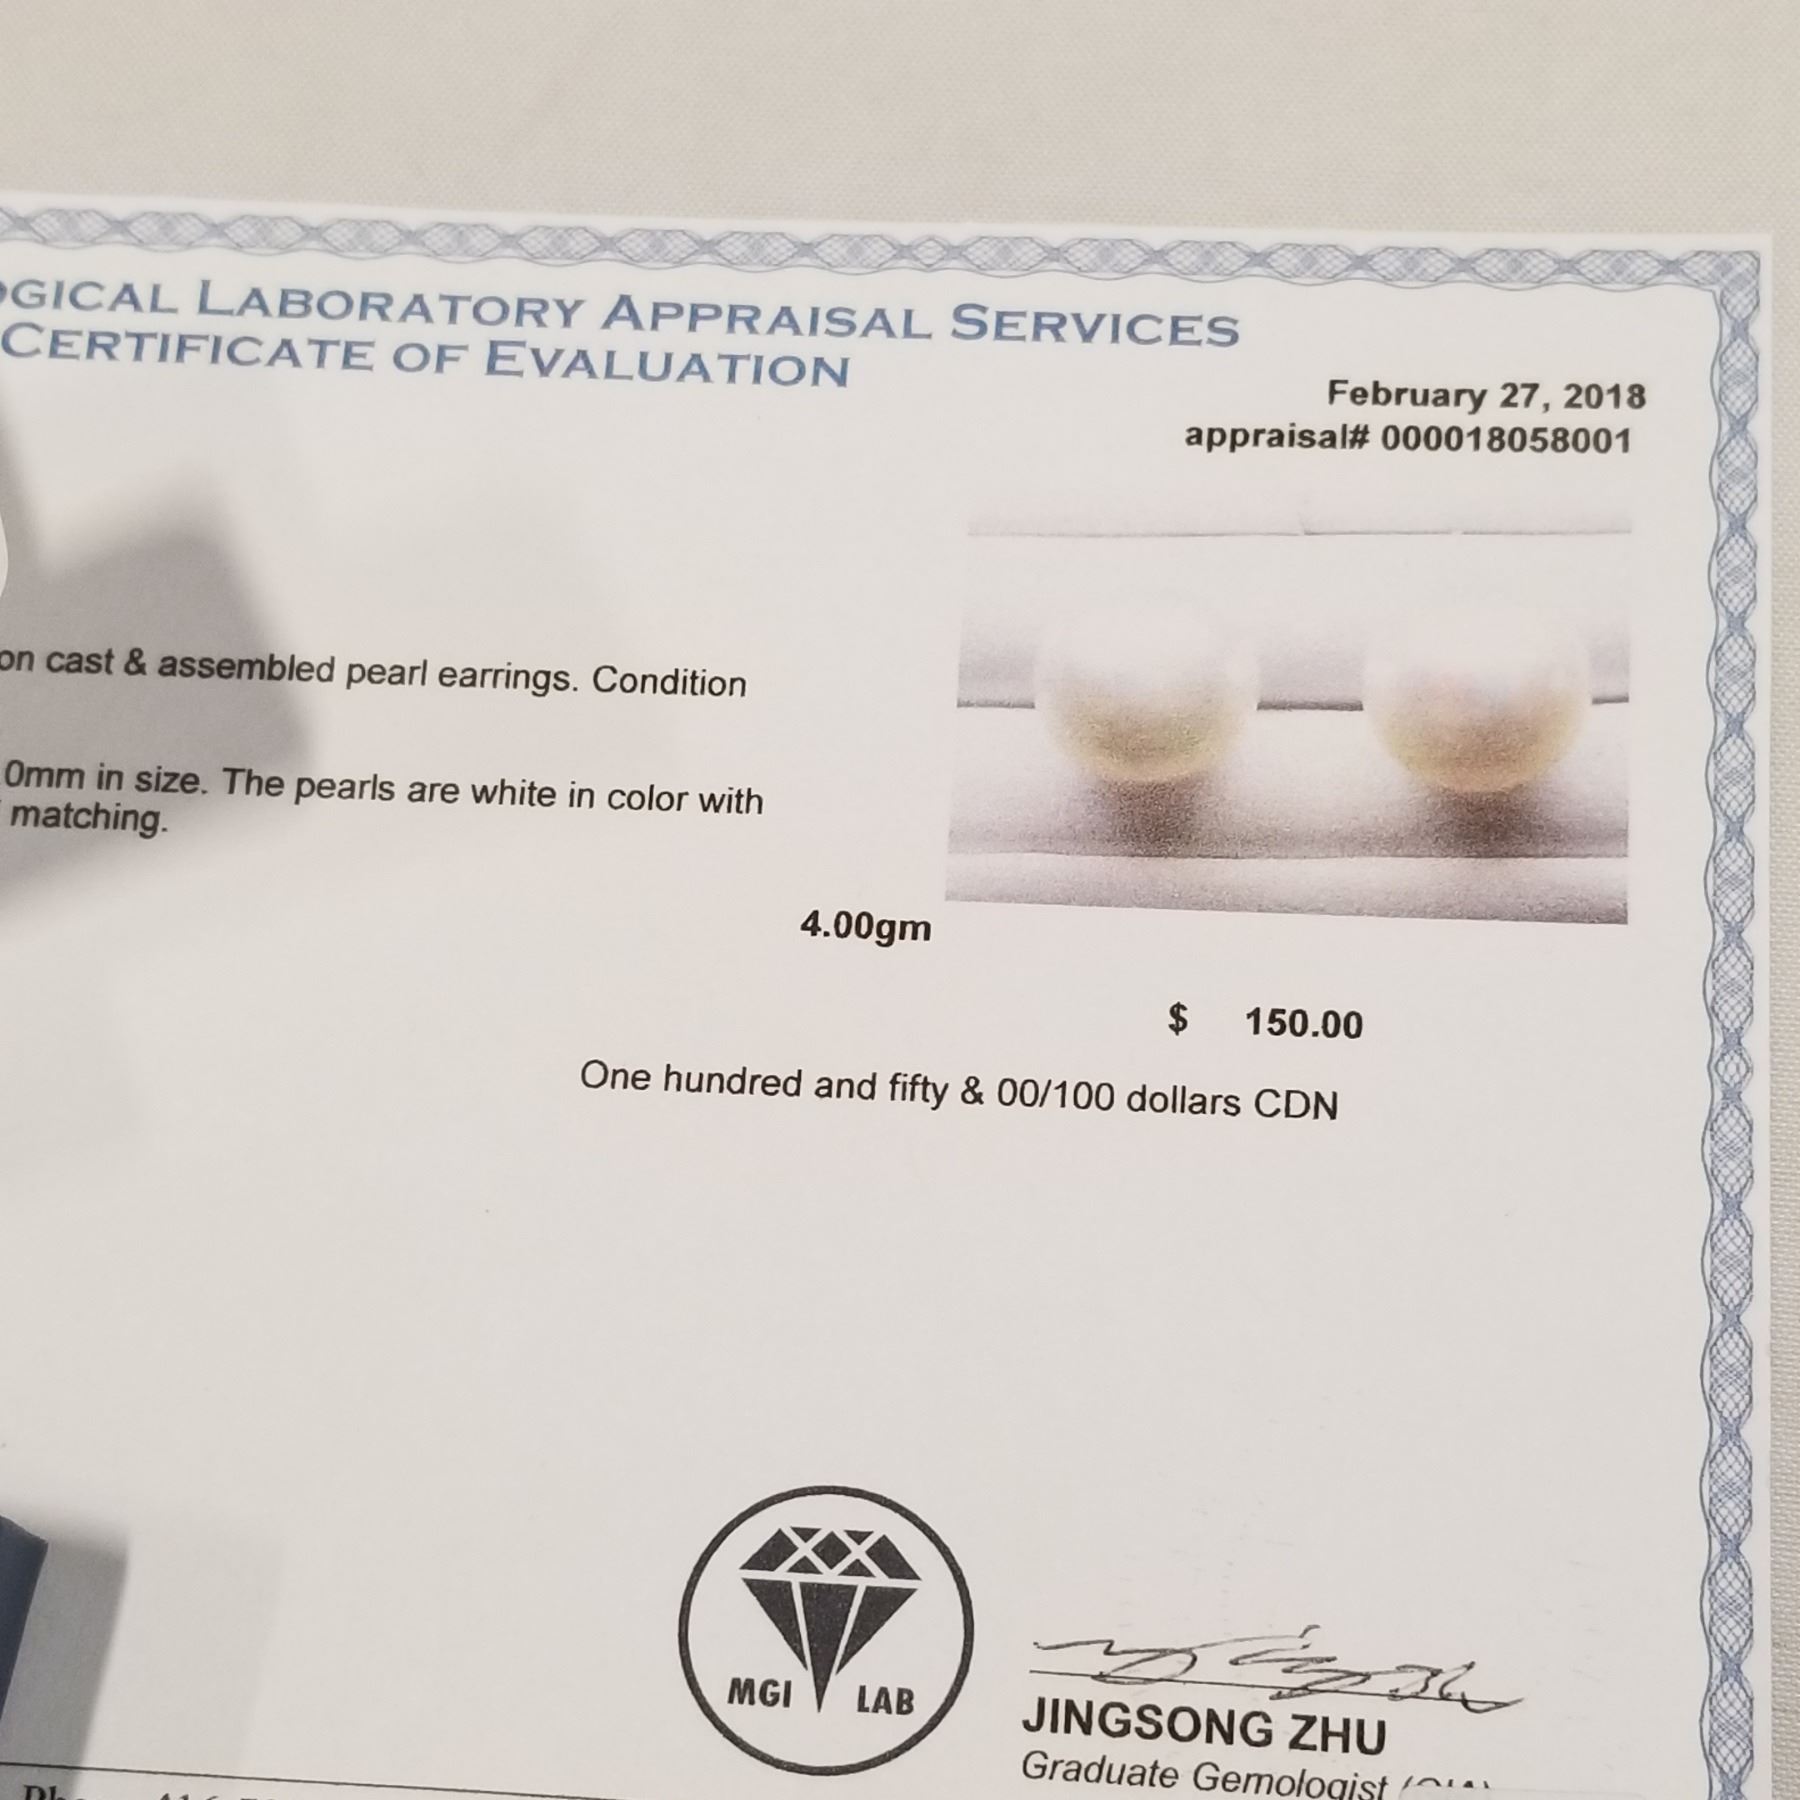 GICAL LABORATORY APPRAISAL SERVICES
CERTIFICATE OF EVALUATION
February 27, 2018
appraisal# 000018058001
on cast & assembled pearl earrings. Condition
0mm in size. The pearls are white in color with
matching.
4.00gm
$ 150.00
One hundred and fifty & 00/100 dollars CDN
MGI LAB
JINGSONG ZHU
Graduate Gemologist